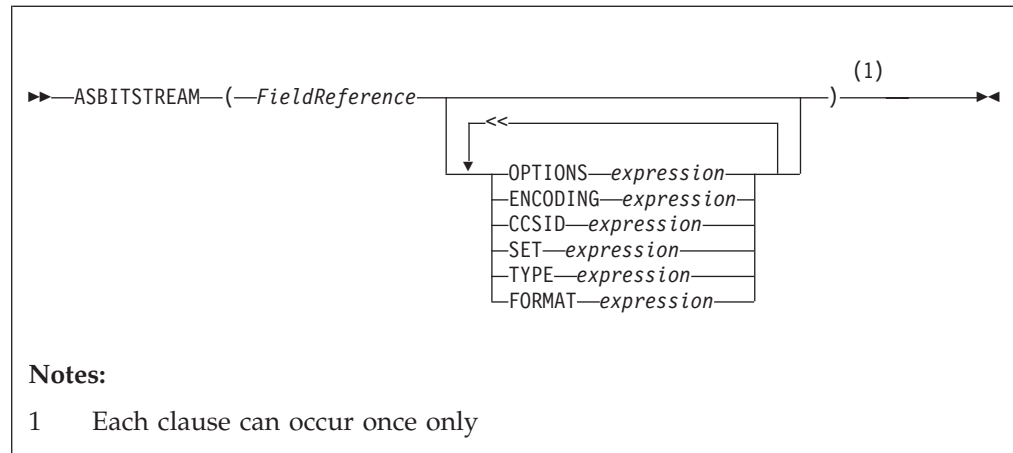 (1)
ASBITSTREAM ( FieldReference )
<<
OPTIONS expression
ENCODING expression
CCSID expression
SET expression
TYPE expression
FORMAT expression
Notes:
1 Each clause can occur once only